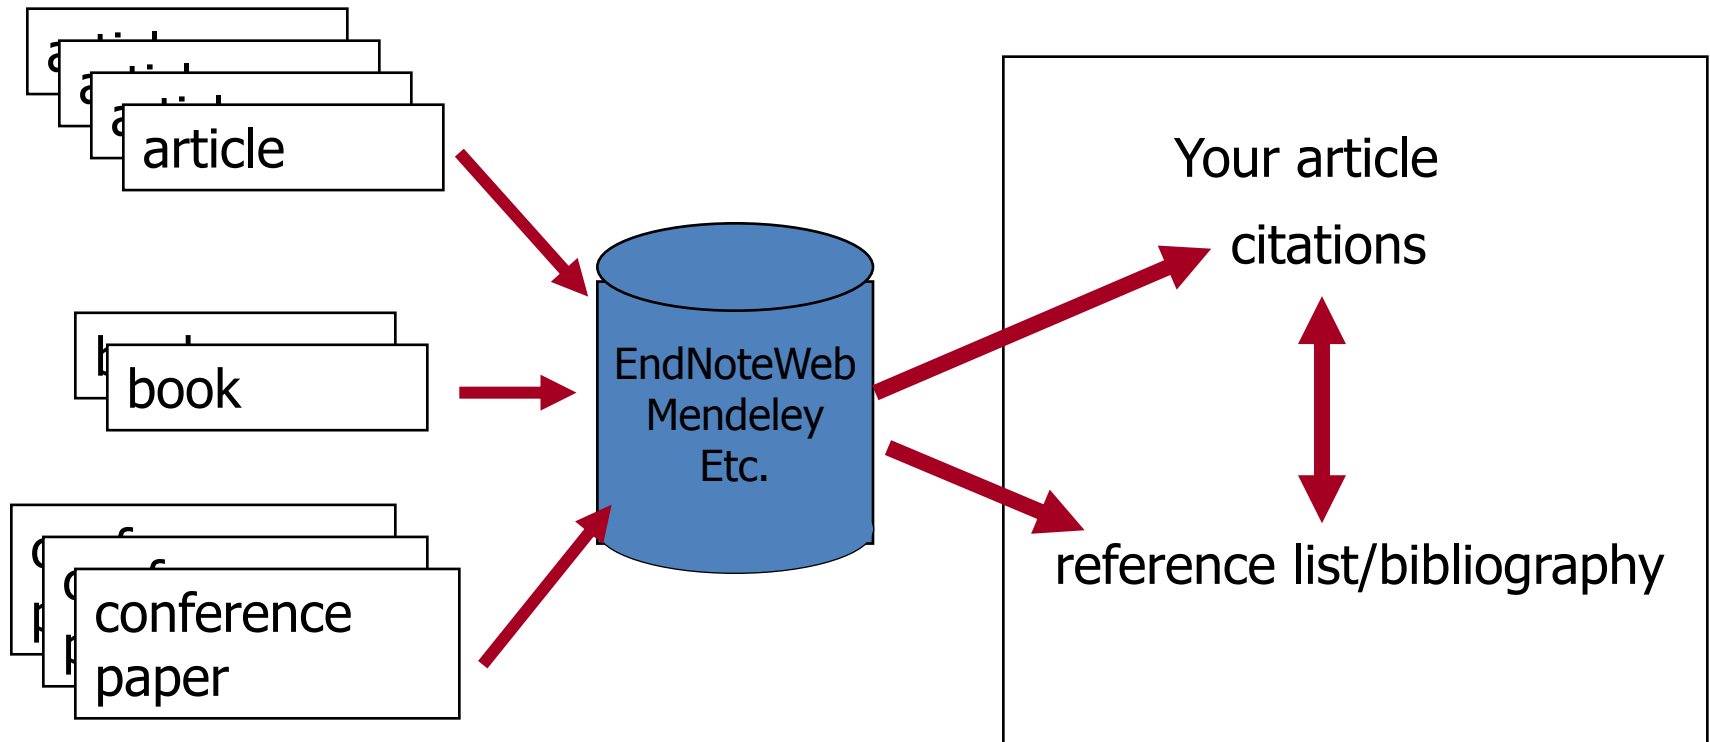 article
book
conference
paper
EndNoteWeb
Mendeley
Etc.
Your article
citations
reference list/bibliography